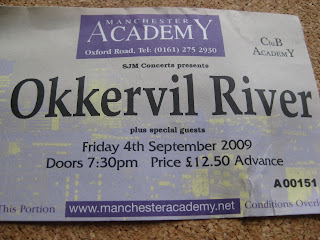 MANCHESTER
ACADEMY
Oxford Road, Tel: (0161) 275 2930
Club
ACADEMY
SJM Concerts presents
Okkervil River
plus special guests
Friday 4th September 2009
Doors 7:30pm Price £12.50 Advance
A00151
This Portion
www.manchesteracademy.net
Conditions Overle